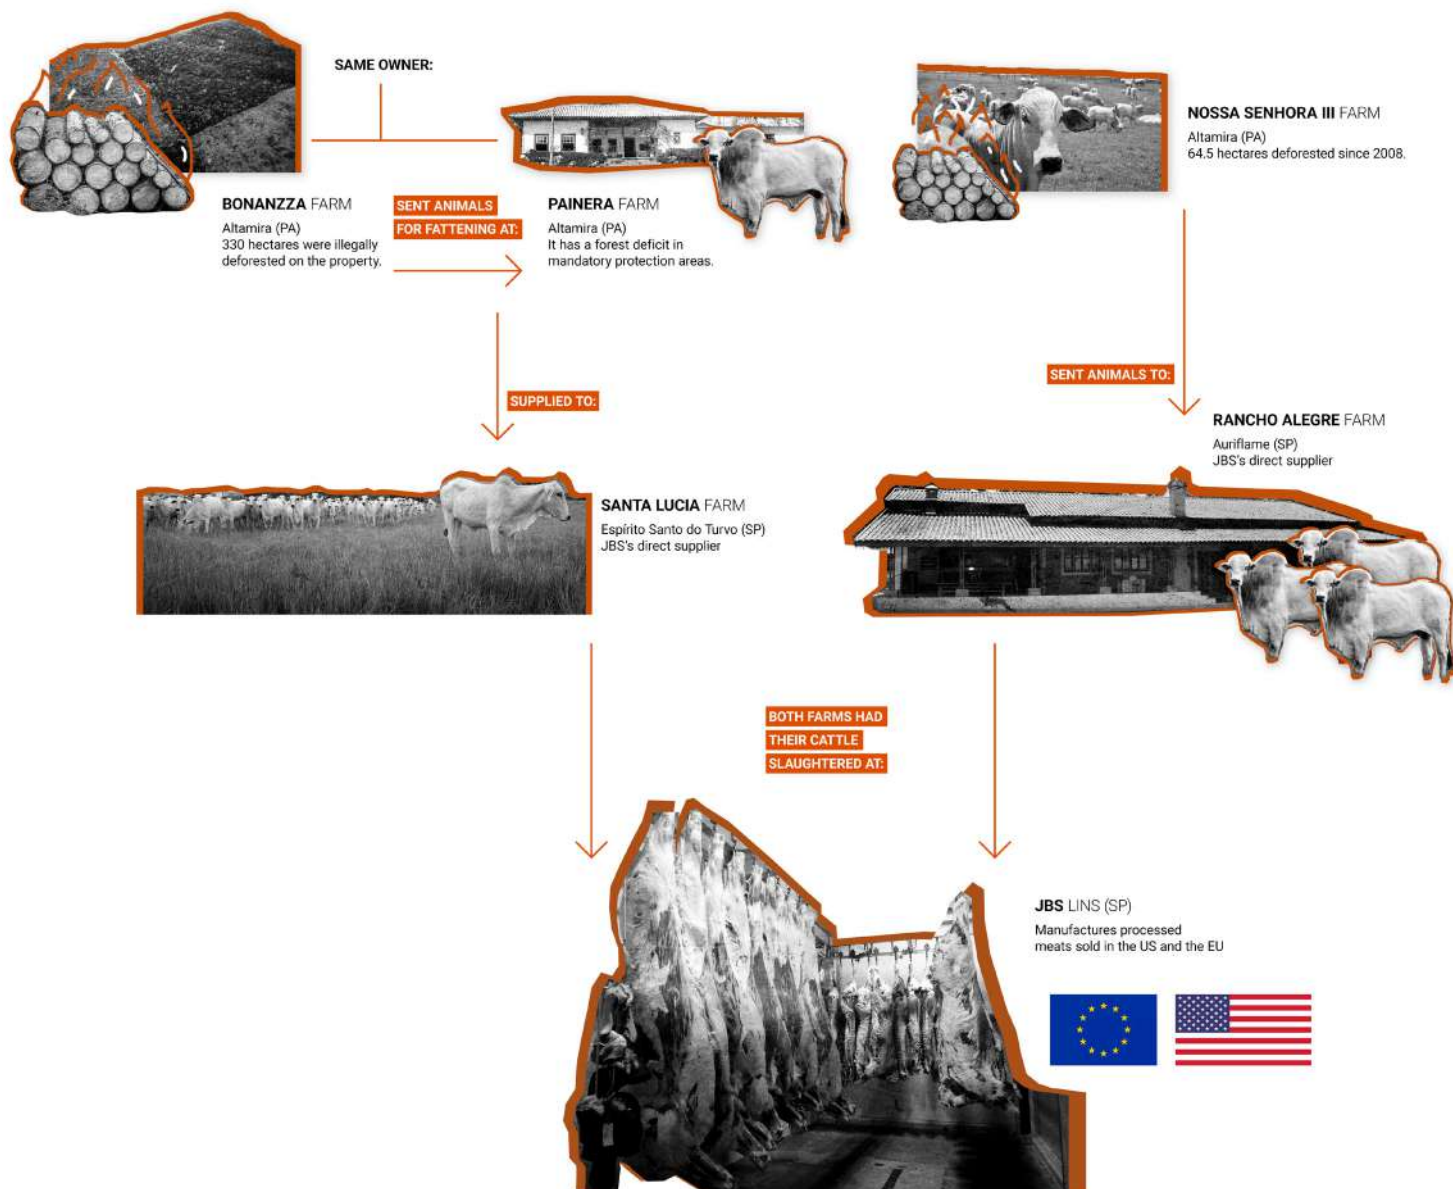 SAME OWNER:
BONANZZA FARM
Altamira (PA)
330 hectares were illegally
deforested on the property.
SENT ANIMALS
FOR FATTENING AT:
PAINERA FARM
Altamira (PA)
It has a forest deficit in
mandatory protection areas.
NOSSA SENHORA III FARM
Altamira (PA)
64.5 hectares deforested since 2008.
SUPPLIED TO:
SENT ANIMALS TO:
SANTA LUCIA FARM
Espírito Santo do Turvo (SP)
JBS's direct supplier
RANCHO ALEGRE FARM
Auriflame (SP)
JBS's direct supplier
BOTH FARMS HAD
THEIR CATTLE
SLAUGHTERED AT:
JBS LINS (SP)
Manufactures processed
meats sold in the US and the EU